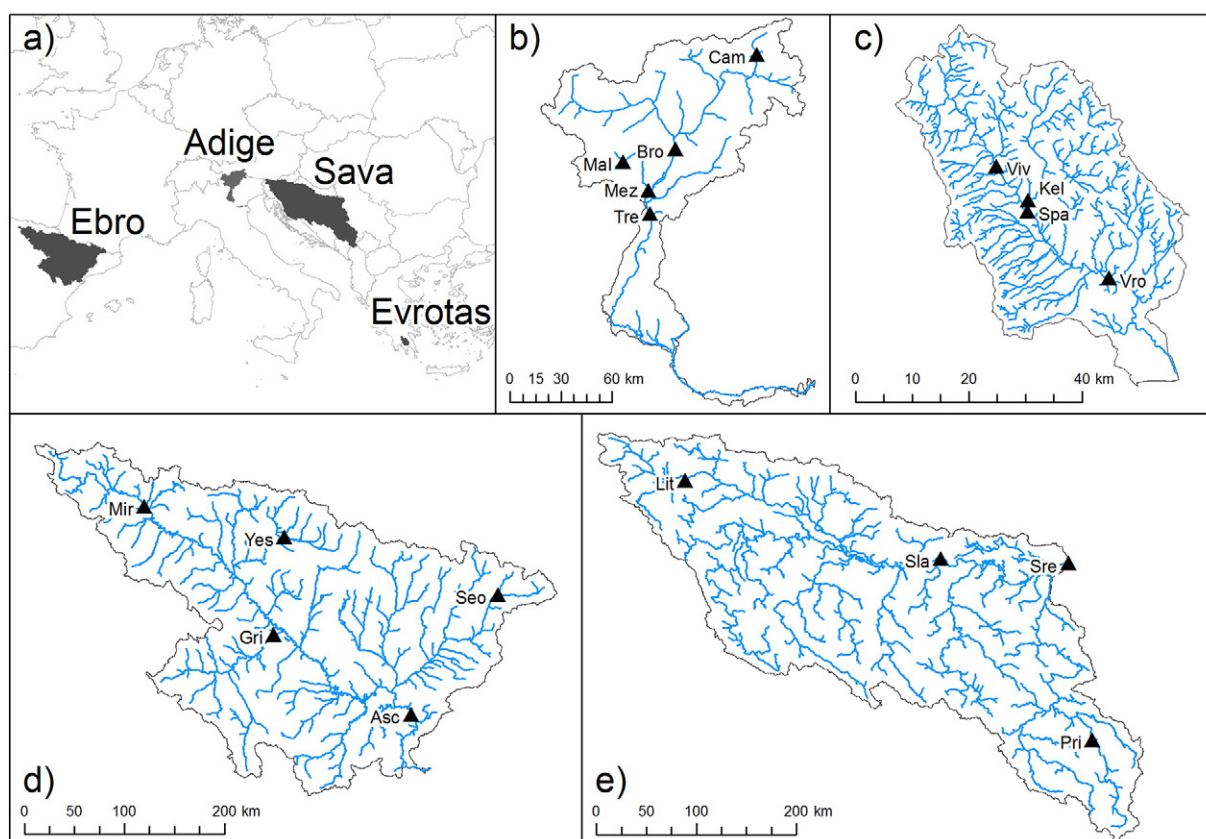 a)
Adige
Sava
Ebro
Evrotas
b)
Cam
Bro
Mal
Mez
Tre
0 15 30 60 km
c)
Viv
Kel
Spa
Vro
0 10 20 40 km
d)
Mir
Yes
Seo
Gri
Asc
0 50 100 200 km
e)
Lit
Sla
Sre
Pri
0 50 100 200 km